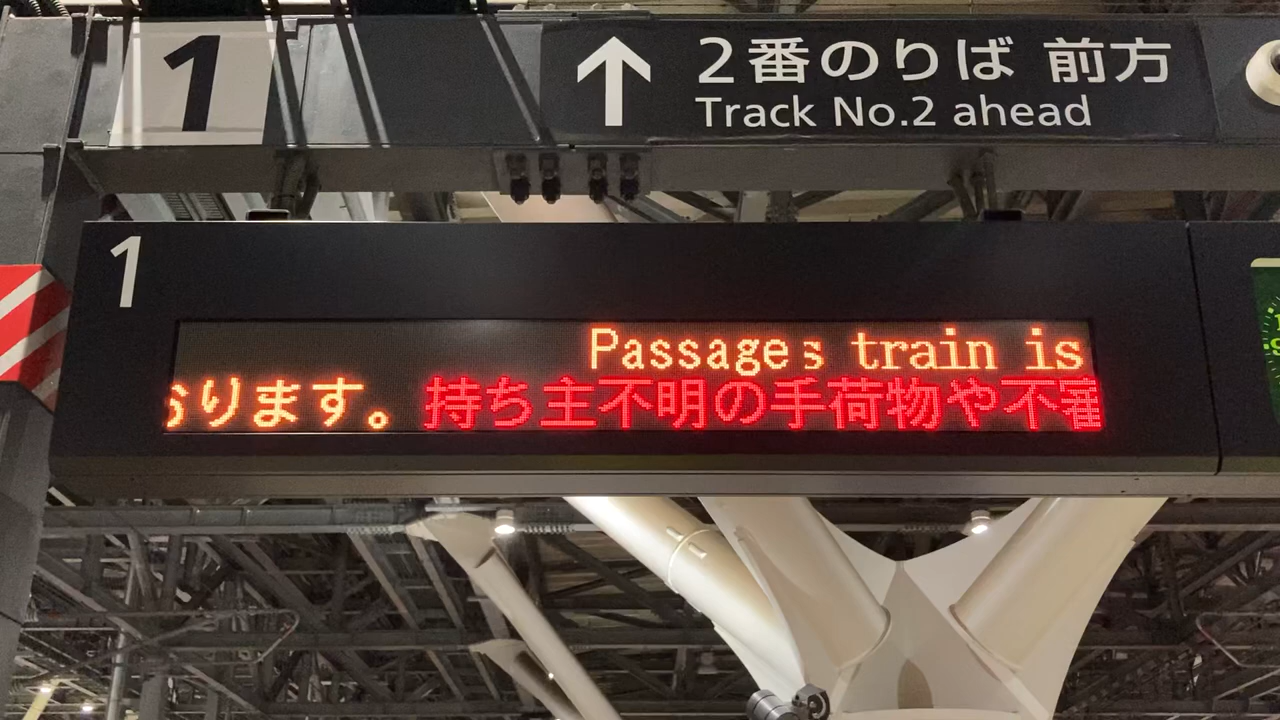 1
2番のりば 前方
Track No.2 ahead
1
Passages train is
ります。持ち主不明の手荷物や不審